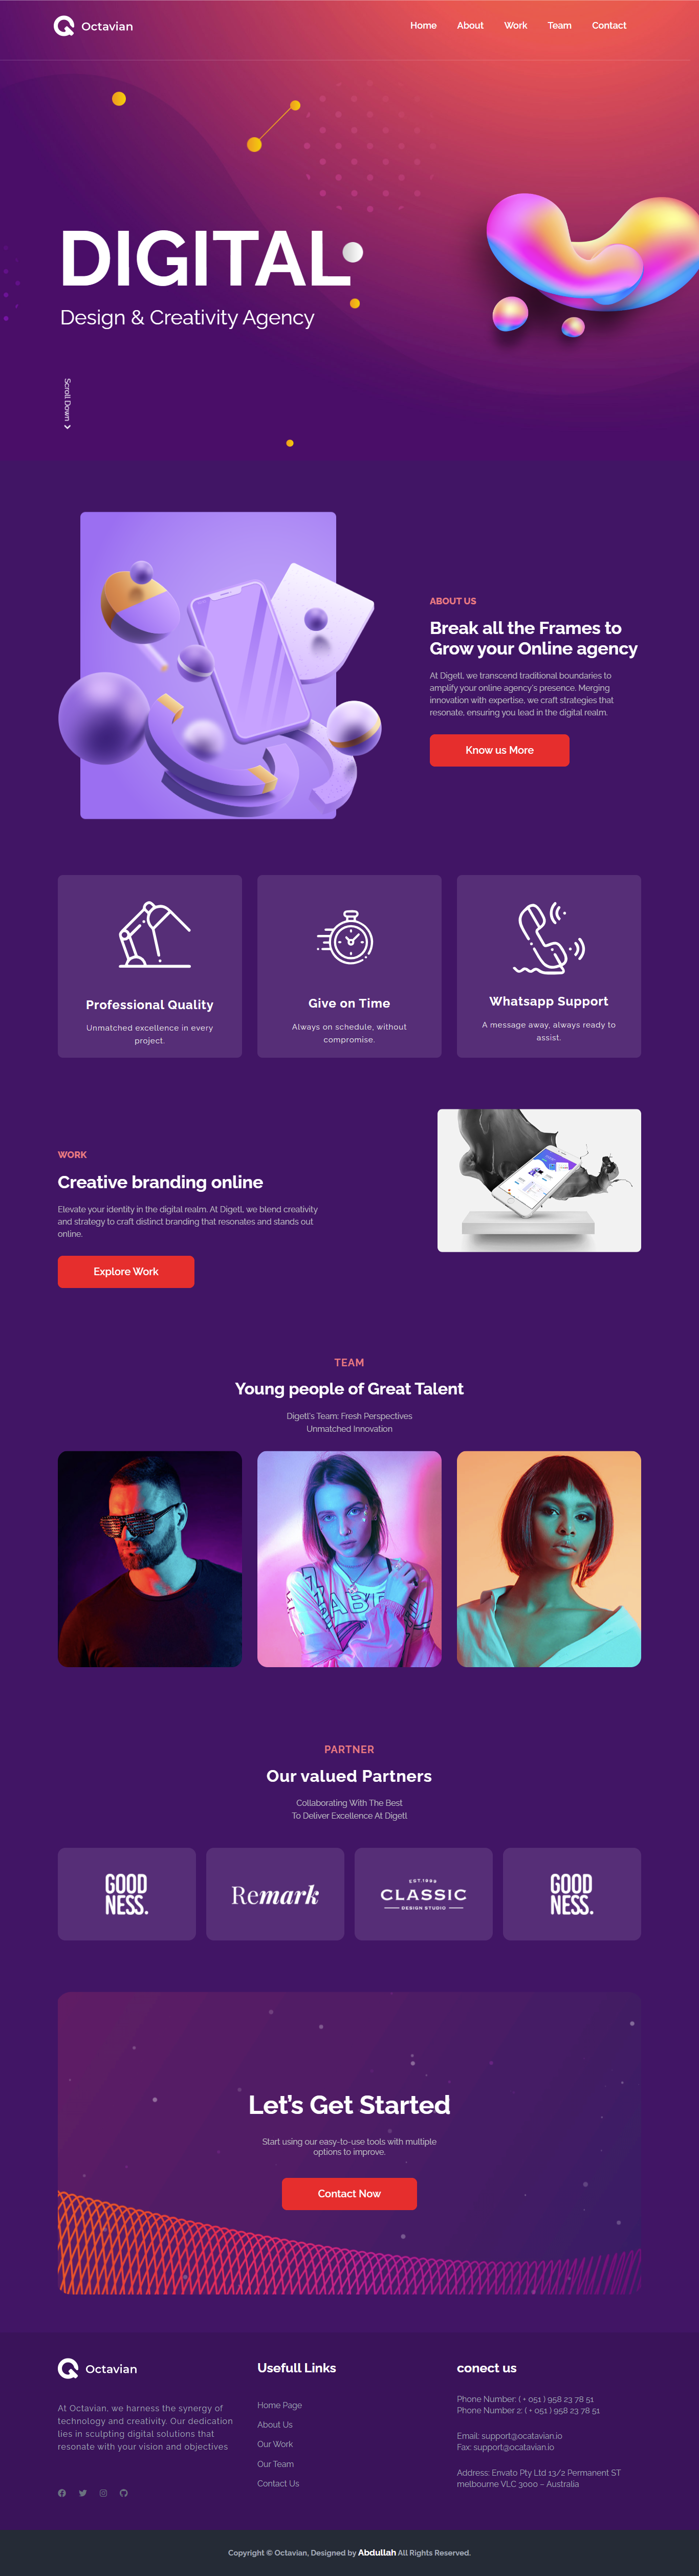 Octavian
Home About Work Team Contact
DIGITAL
Design & Creativity Agency
Scroll Down
ABOUT US
Break all the Frames to
Grow your Online agency
At Digetl, we transcend traditional boundaries to
amplify your online agency's presence. Merging
innovation with expertise, we craft strategies that
resonate, ensuring you lead in the digital realm.
Know us More
Professional Quality
Unmatched excellence in every
project.
Give on Time
Always on schedule, without
compromise.
Whatsapp Support
A message away, always ready to
assist.
WORK
Creative branding online
Elevate your identity in the digital realm. At Digetl, we blend creativity
and strategy to craft distinct branding that resonates and stands out
online.
Explore Work
TEAM
Young people of Great Talent
Digetl's Team: Fresh Perspectives
Unmatched Innovation
PARTNER
Our valued Partners
Collaborating With The Best
To Deliver Excellence At Digetl
GOOD
NESS.
Remark
EST.1999
CLASSIC
DESIGN STUDIO
GOOD
NESS.
Let's Get Started
Start using our easy-to-use tools with multiple
options to improve.
Contact Now
Octavian
At Octavian, we harness the synergy of
technology and creativity. Our dedication
lies in sculpting digital solutions that
resonate with your vision and objectives
Usefull Links
Home Page
About Us
Our Work
Our Team
Contact Us
conect us
Phone Number: ( + 051 ) 958 23 78 51
Phone Number 2: ( + 051 ) 958 23 78 51
Email: support@ocatavian.io
Fax: support@ocatavian.io
Address: Envato Pty Ltd 13/2 Permanent ST
melbourne VLC 3000 – Australia
Copyright © Octavian, Designed by Abdullah All Rights Reserved.